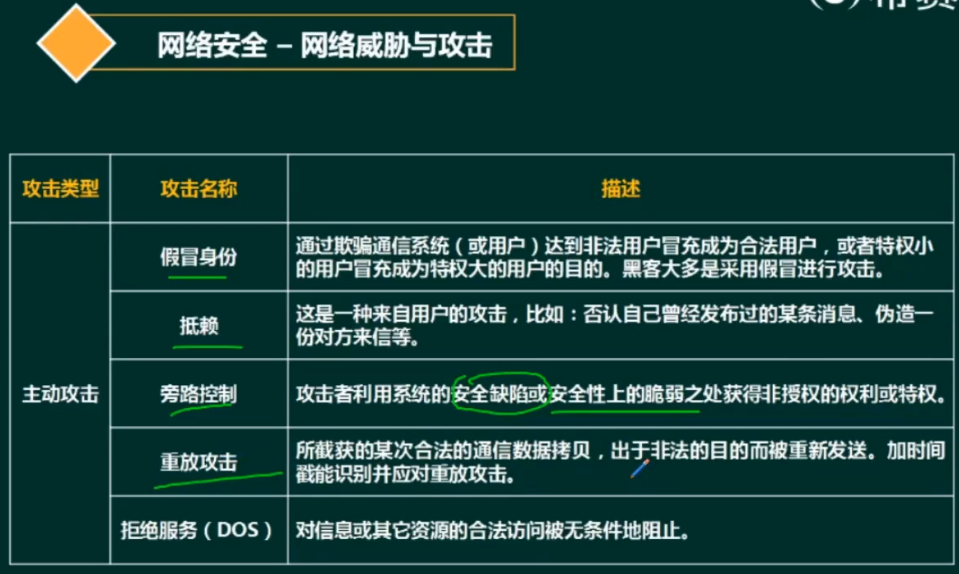 网络安全 – 网络威胁与攻击
攻击类型
攻击名称
描述
主动攻击
假冒身份
通过欺骗通信系统（或用户）达到非法用户冒充成为合法用户，或者特权小
的用户冒充成为特权大的用户的目的。黑客大多是采用假冒进行攻击。
抵赖
这是一种来自用户的攻击，比如：否认自己曾经发布过的某条消息、伪造一
份对方来信等。
旁路控制
攻击者利用系统的安全缺陷或安全性上的脆弱之处获得非授权的权利或特权。
重放攻击
所截获的某次合法的通信数据拷贝，出于非法的目的而被重新发送。加时间
戳能识别并应对重放攻击。
拒绝服务（DOS）
对信息或其它资源的合法访问被无条件地阻止。